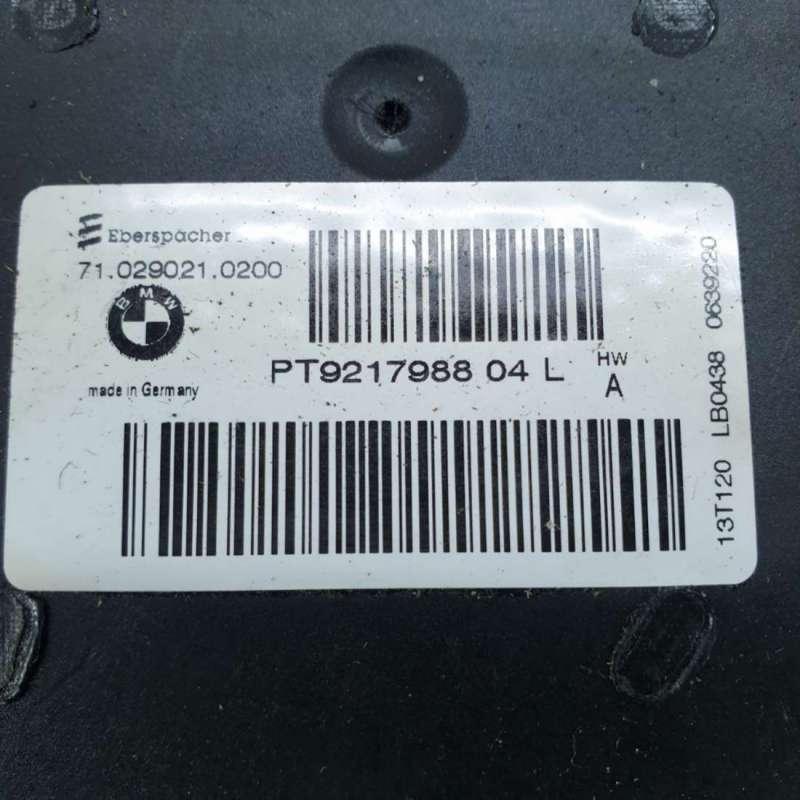 Eberspächer
71.029021.0200
BMW
made in Germany
PT9217988 04 L
HW
A
13T120 LB0438 0639220